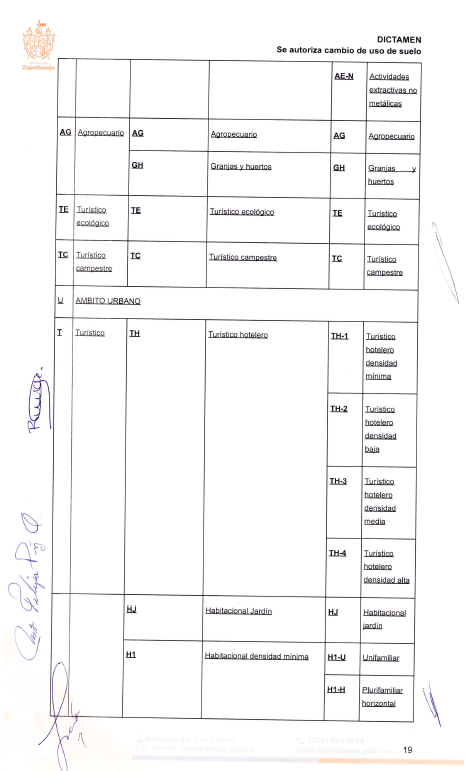 DICTAMEN
Se autoriza cambio de uso de suelo
Zapotlanejo
AE-N Actividades
extractivas no
metálicas
AG Agropecuario AG Agropecuario AG Agropecuario
GH Granjas y huertos GH Granjas y
huertos
TE Turístico TE Turístico ecológico TE Turístico
ecológico ecológico
TC Turístico TC Turístico campestre TC Turístico
campestre campestre
U AMBITO URBANO
T Turístico TH Turístico hotelero TH-1 Turístico
hotelero
densidad
mínima
TH-2 Turístico
hotelero
densidad
baja
TH-3 Turístico
hotelero
densidad
media
TH-4 Turístico
hotelero
densidad alta
HJ Habitacional Jardín HJ Habitacional
jardín
H1 Habitacional densidad mínima H1-U Unifamiliar
H1-H Plurifamiliar
horizontal
19